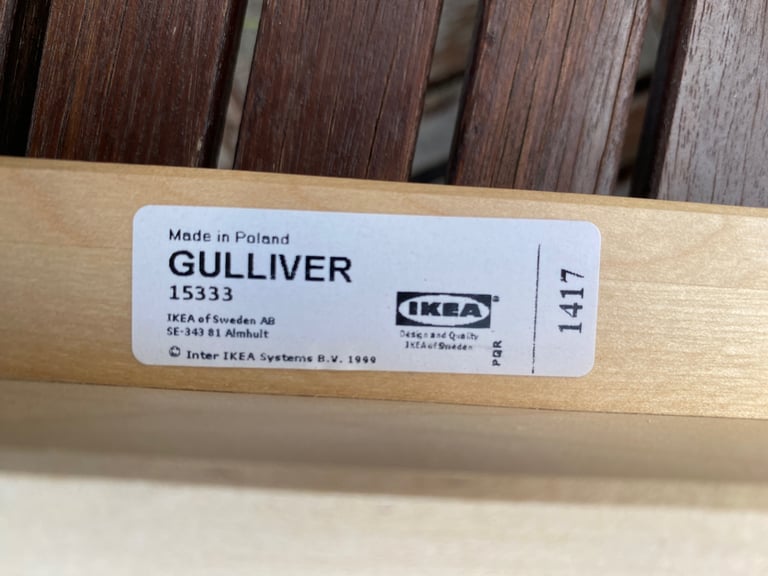 Made in Poland
GULLIVER
15333
IKEA of Sweden AB
SE-343 81 Älmhult
© Inter IKEA Systems B.V. 1999
IKEA®
Design and Quality
IKEA of Sweden
PQR
1417